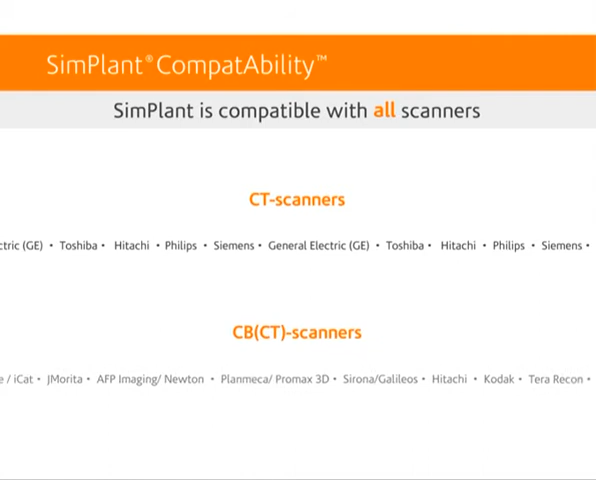 SimPlant® CompatAbility™
SimPlant is compatible with all scanners
CT-scanners
ctric (GE) • Toshiba • Hitachi • Philips • Siemens • General Electric (GE) • Toshiba • Hitachi • Philips • Siemens •
CB(CT)-scanners
e / iCat • JMorita • AFP Imaging/ Newton • Planmeca/ Promax 3D • Sirona/Galileos • Hitachi • Kodak • Tera Recon •